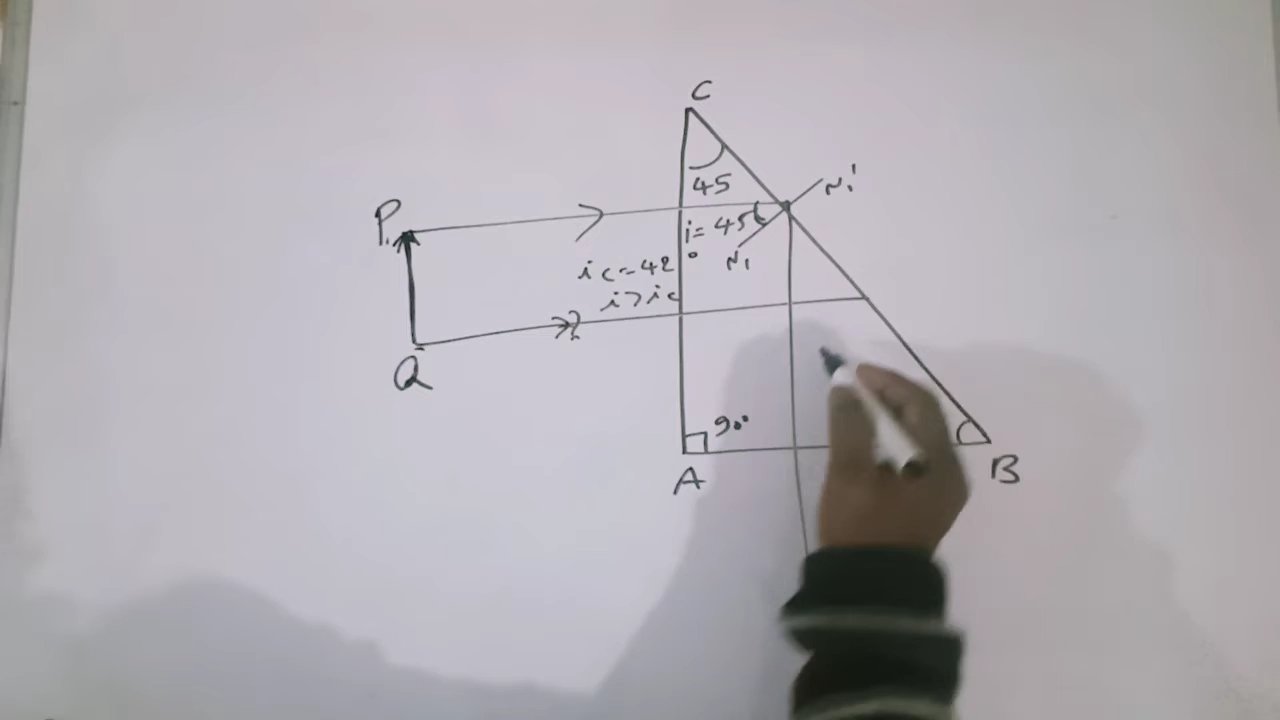 C
45
N₁'
P
i = 45
N₁
ic - 42°
i > ic
Q
90°
A
B